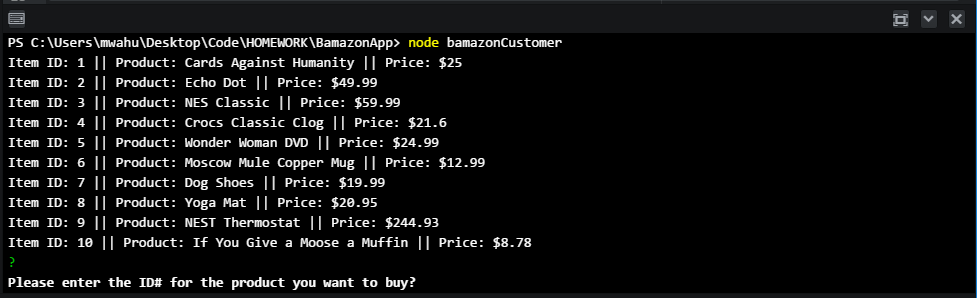 PS C:\Users\mwahu\Desktop\Code\HOMEWORK\BamazonApp> node bamazonCustomer
Item ID: 1 || Product: Cards Against Humanity || Price: $25
Item ID: 2 || Product: Echo Dot || Price: $49.99
Item ID: 3 || Product: NES Classic || Price: $59.99
Item ID: 4 || Product: Crocs Classic Clog || Price: $21.6
Item ID: 5 || Product: Wonder Woman DVD || Price: $24.99
Item ID: 6 || Product: Moscow Mule Copper Mug || Price: $12.99
Item ID: 7 || Product: Dog Shoes || Price: $19.99
Item ID: 8 || Product: Yoga Mat || Price: $20.95
Item ID: 9 || Product: NEST Thermostat || Price: $244.93
Item ID: 10 || Product: If You Give a Moose a Muffin || Price: $8.78
?
Please enter the ID# for the product you want to buy?